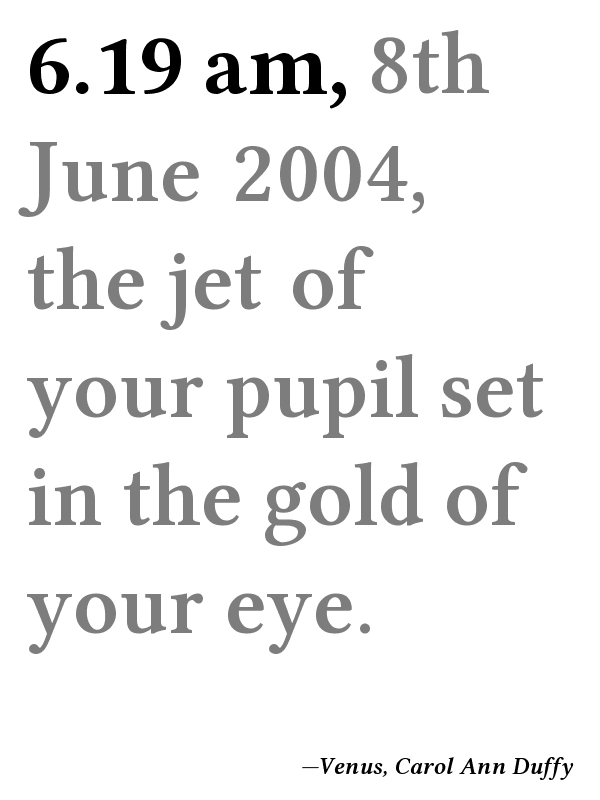 6.19 am, 8th
June 2004,
the jet of
your pupil set
in the gold of
your eye.
—Venus, Carol Ann Duffy